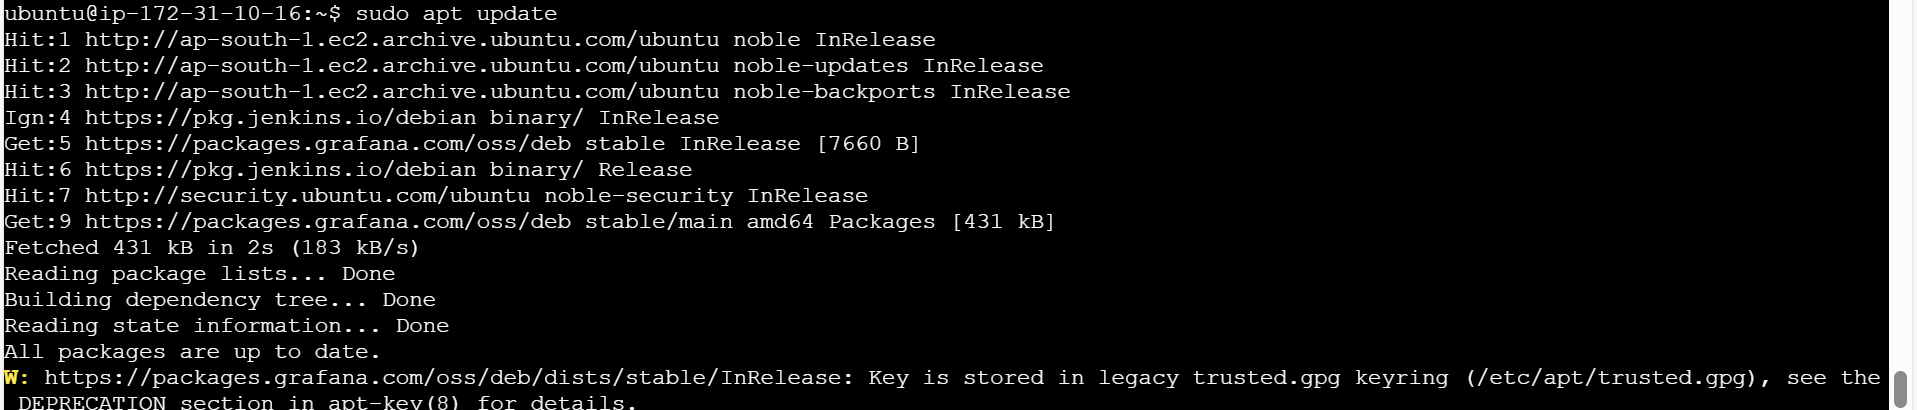 ubuntu@ip-172-31-10-16:~$ sudo apt update
Hit:1 http://ap-south-1.ec2.archive.ubuntu.com/ubuntu noble InRelease
Hit:2 http://ap-south-1.ec2.archive.ubuntu.com/ubuntu noble-updates InRelease
Hit:3 http://ap-south-1.ec2.archive.ubuntu.com/ubuntu noble-backports InRelease
Ign:4 https://pkg.jenkins.io/debian binary/ InRelease
Get:5 https://packages.grafana.com/oss/deb stable InRelease [7660 B]
Hit:6 https://pkg.jenkins.io/debian binary/ Release
Hit:7 http://security.ubuntu.com/ubuntu noble-security InRelease
Get:9 https://packages.grafana.com/oss/deb stable/main amd64 Packages [431 kB]
Fetched 431 kB in 2s (183 kB/s)
Reading package lists... Done
Building dependency tree... Done
Reading state information... Done
All packages are up to date.
W: https://packages.grafana.com/oss/deb/dists/stable/InRelease: Key is stored in legacy trusted.gpg keyring (/etc/apt/trusted.gpg), see the
DEPRECATION section in apt-key(8) for details.